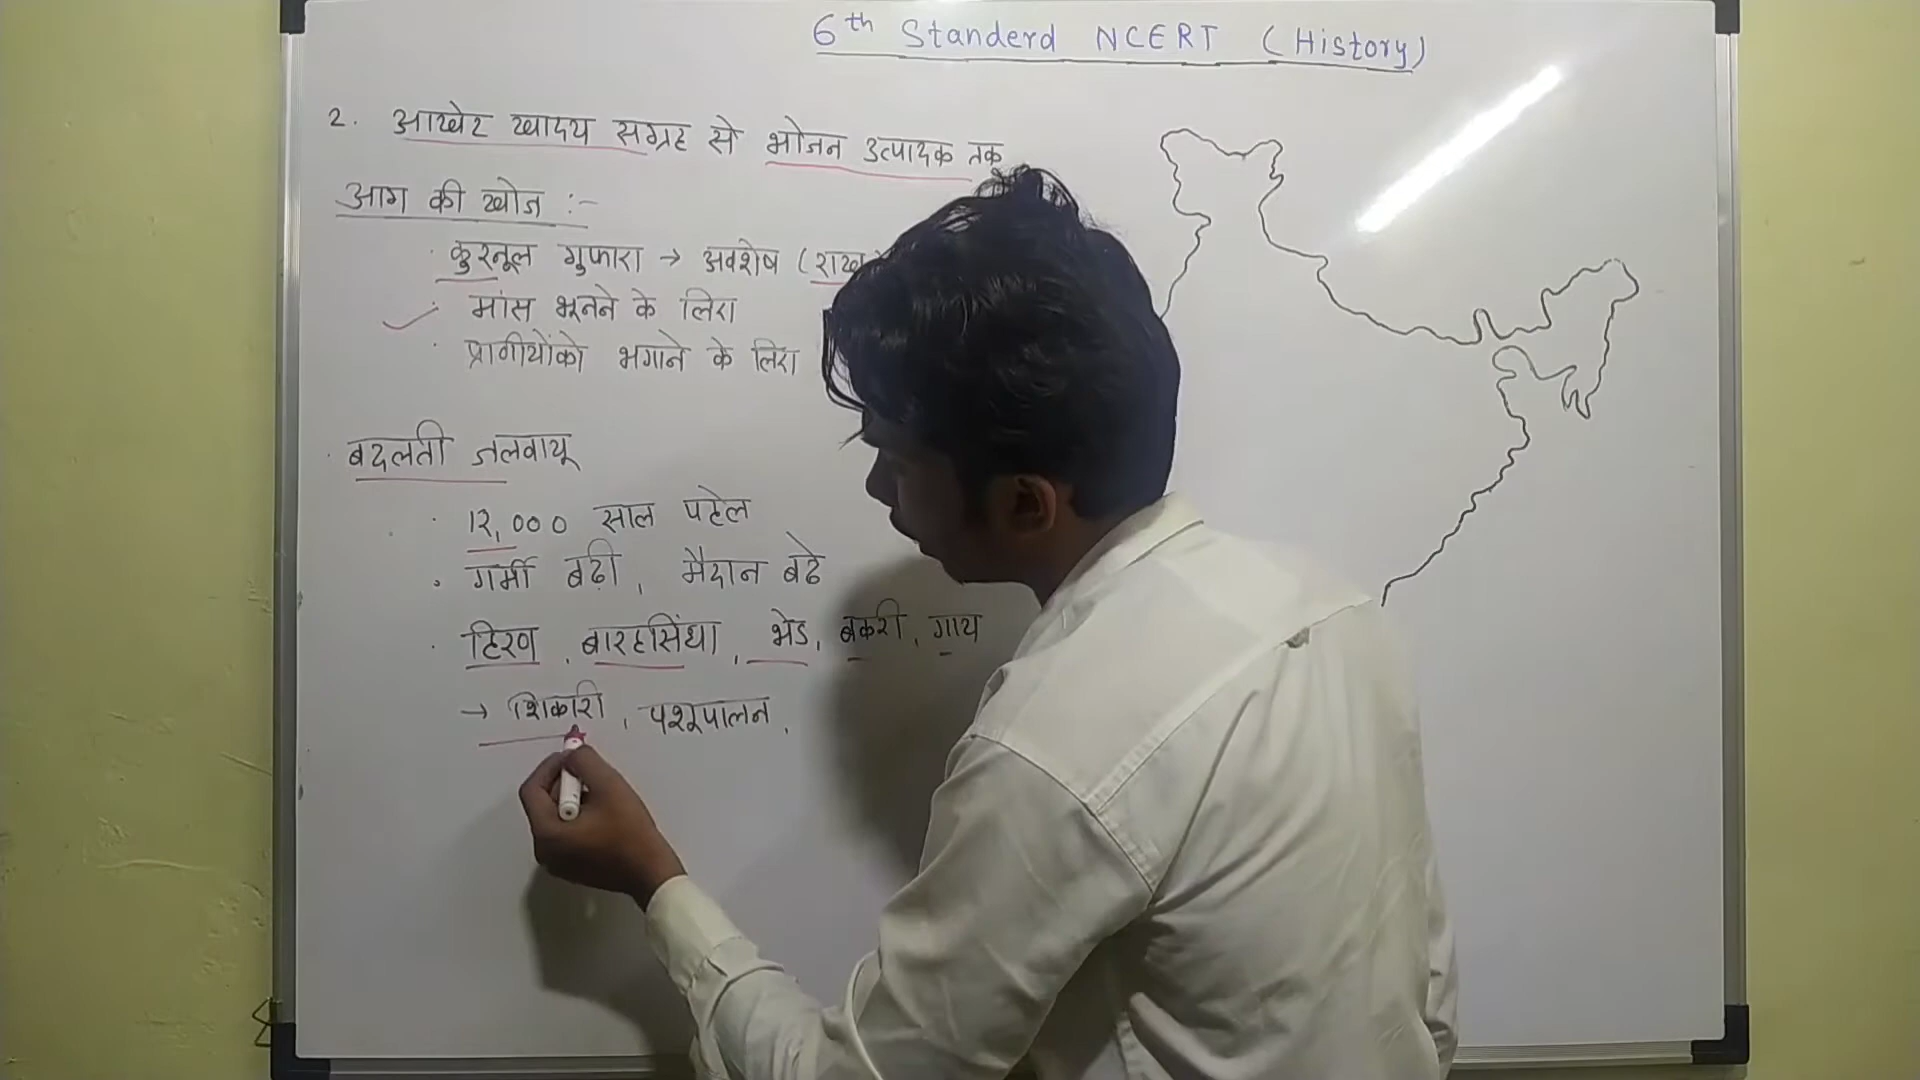 6th Standerd NCERT (History)
2. आखेट खादय सग्रह से भोजन उत्पादक तक
आग की खोज :-
· कुरनूल गुफारा → अवशेष (राख
· मांस भूनने के लिरा
· प्राणीयोंको भगाने के लिरा
· बदलती जलवायू
· १२,००० साल पहेल
· गर्मी बढी, मैदान बढे
· हिरण, बारहसिंघा, भेड, बकरी, गाय
→ शिकारी, पशूपालन,